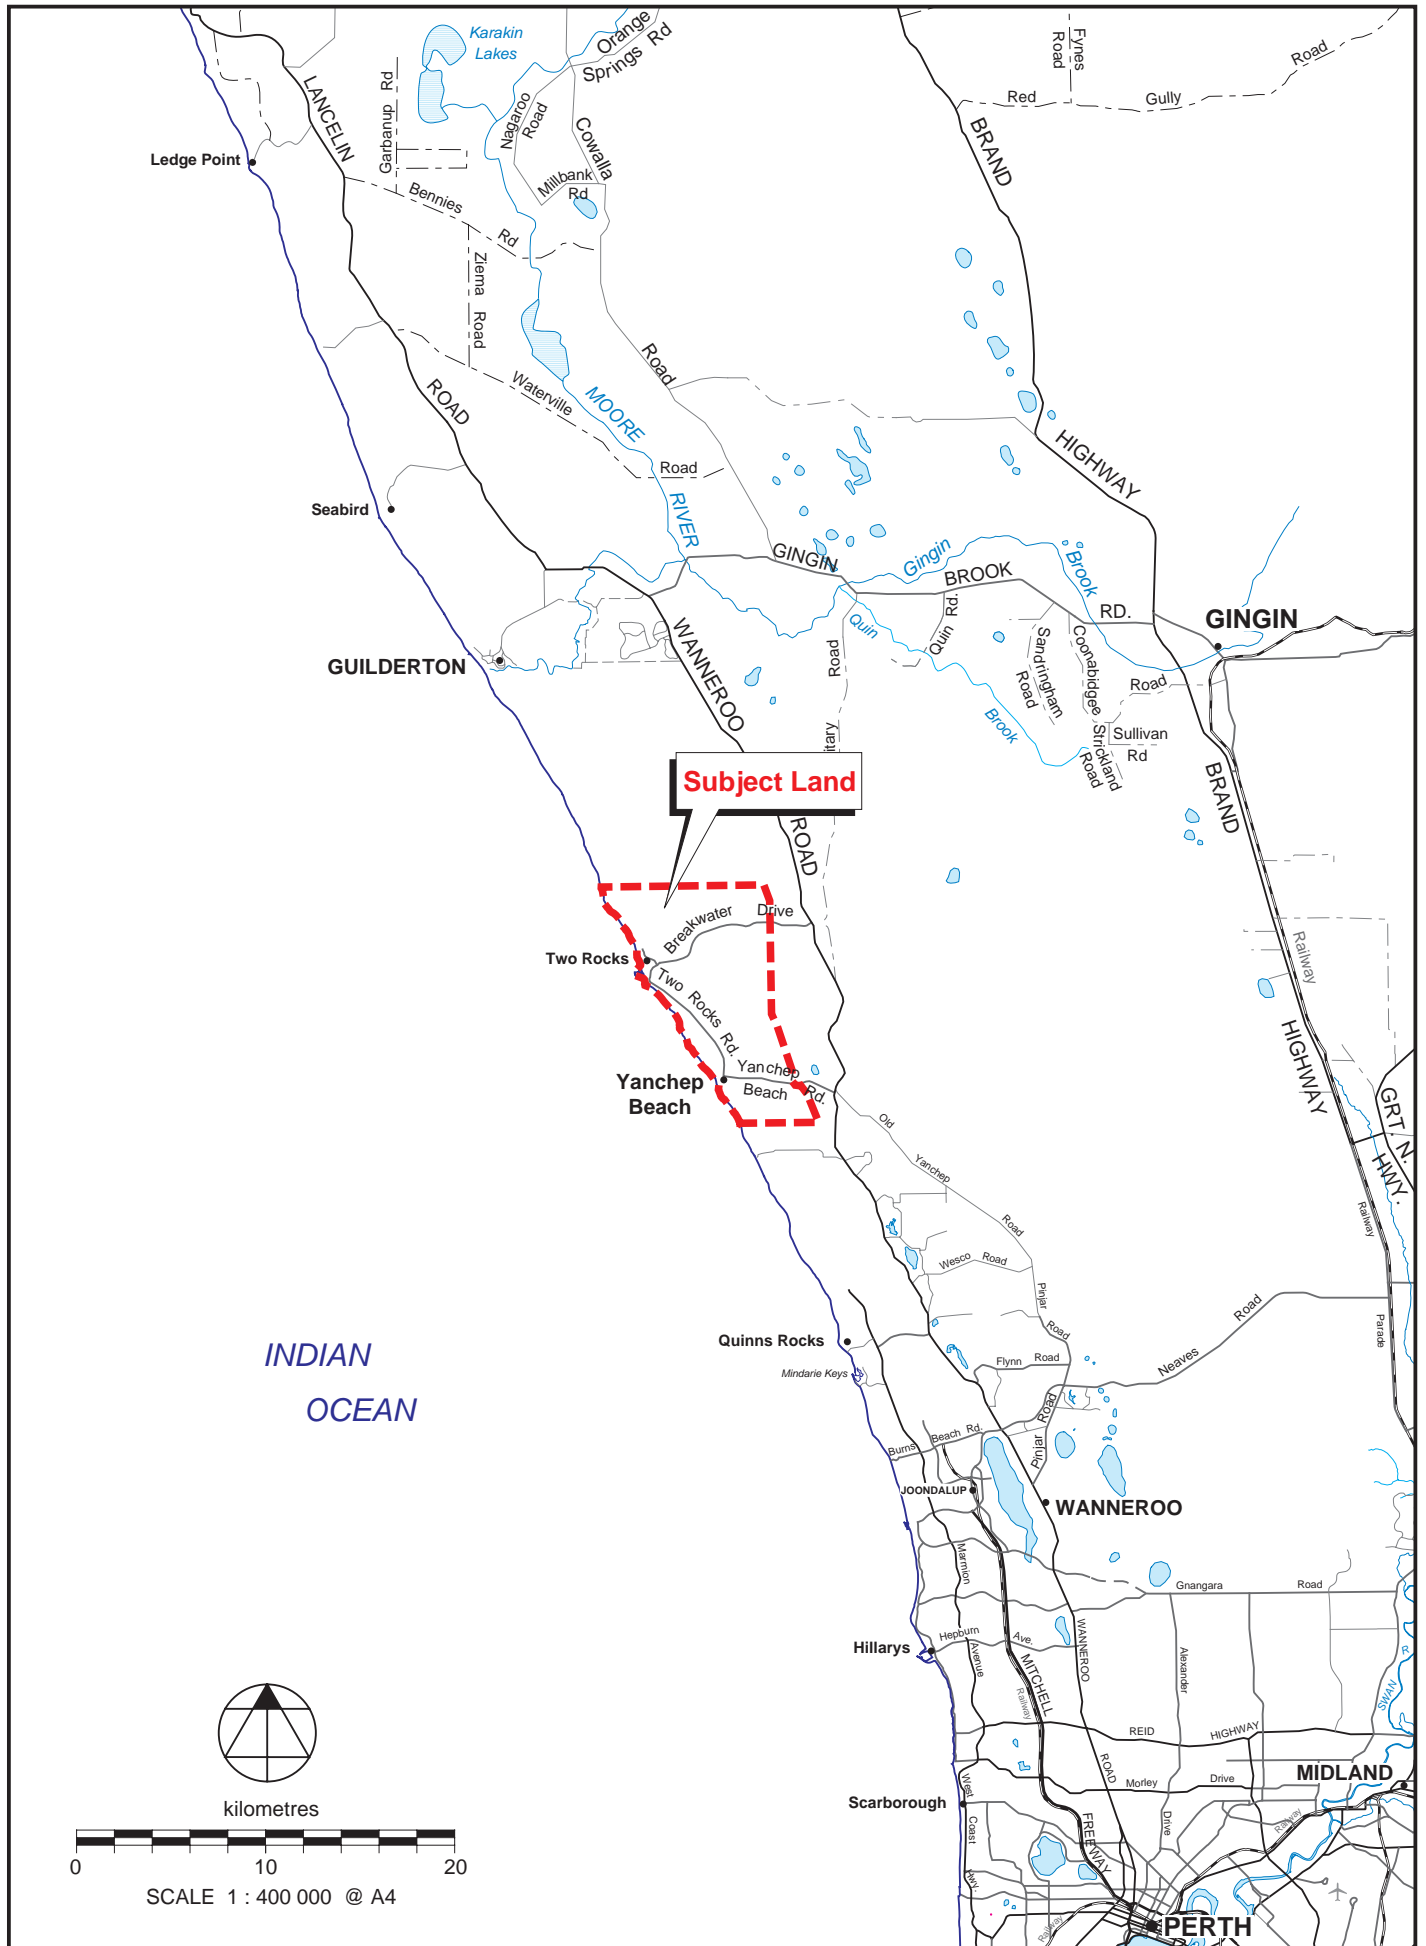 Karakin
Lakes
Orange
Springs Rd
Fynes
Road
Road
Red
Gully
LANCELIN
Garbanup Rd
Nagaroo
Road
Cowalla
BRAND
Ledge Point
Millbank
Rd
Bennies
Rd
Ziema
Road
Road
Waterville
MOORE
ROAD
HIGHWAY
Road
RIVER
Seabird
GINGIN
Gingin
Brook
BROOK
RD.
GINGIN
Quin
Quin Rd.
WANNEROO
Road
Sandringham
Road
Coonabidgee
Road
GUILDERTON
Brook
Strickland
Road
Sullivan
Rd
itary
BRAND
Subject Land
ROAD
Breakwater
Drive
Two Rocks
Two Rocks Rd.
Railway
HIGHWAY
Yanchep
Beach
Yanchep
Beach
Rd.
GRT. N.
HWY.
Old
Yanchep
Road
Railway
Wesco Road
Pinjar
Road
Road
Parade
Quinns Rocks
Neaves
INDIAN
OCEAN
Mindarie Keys
Flynn Road
Pinjar
Road
Burns
Beach Rd.
JOONDALUP
WANNEROO
Marmion
Gnangara
Road
Hepburn
Ave.
WANNEROO
Hillarys
Avenue
MITCHELL
Railway
Alexander
SWAN
R
REID
HIGHWAY
ROAD
MIDLAND
West
Morley
Drive
Scarborough
Coast
FREEWAY
Drive
Railway
Hwy.
Railway
PERTH
kilometres
0
10
20
SCALE 1 : 400 000 @ A4